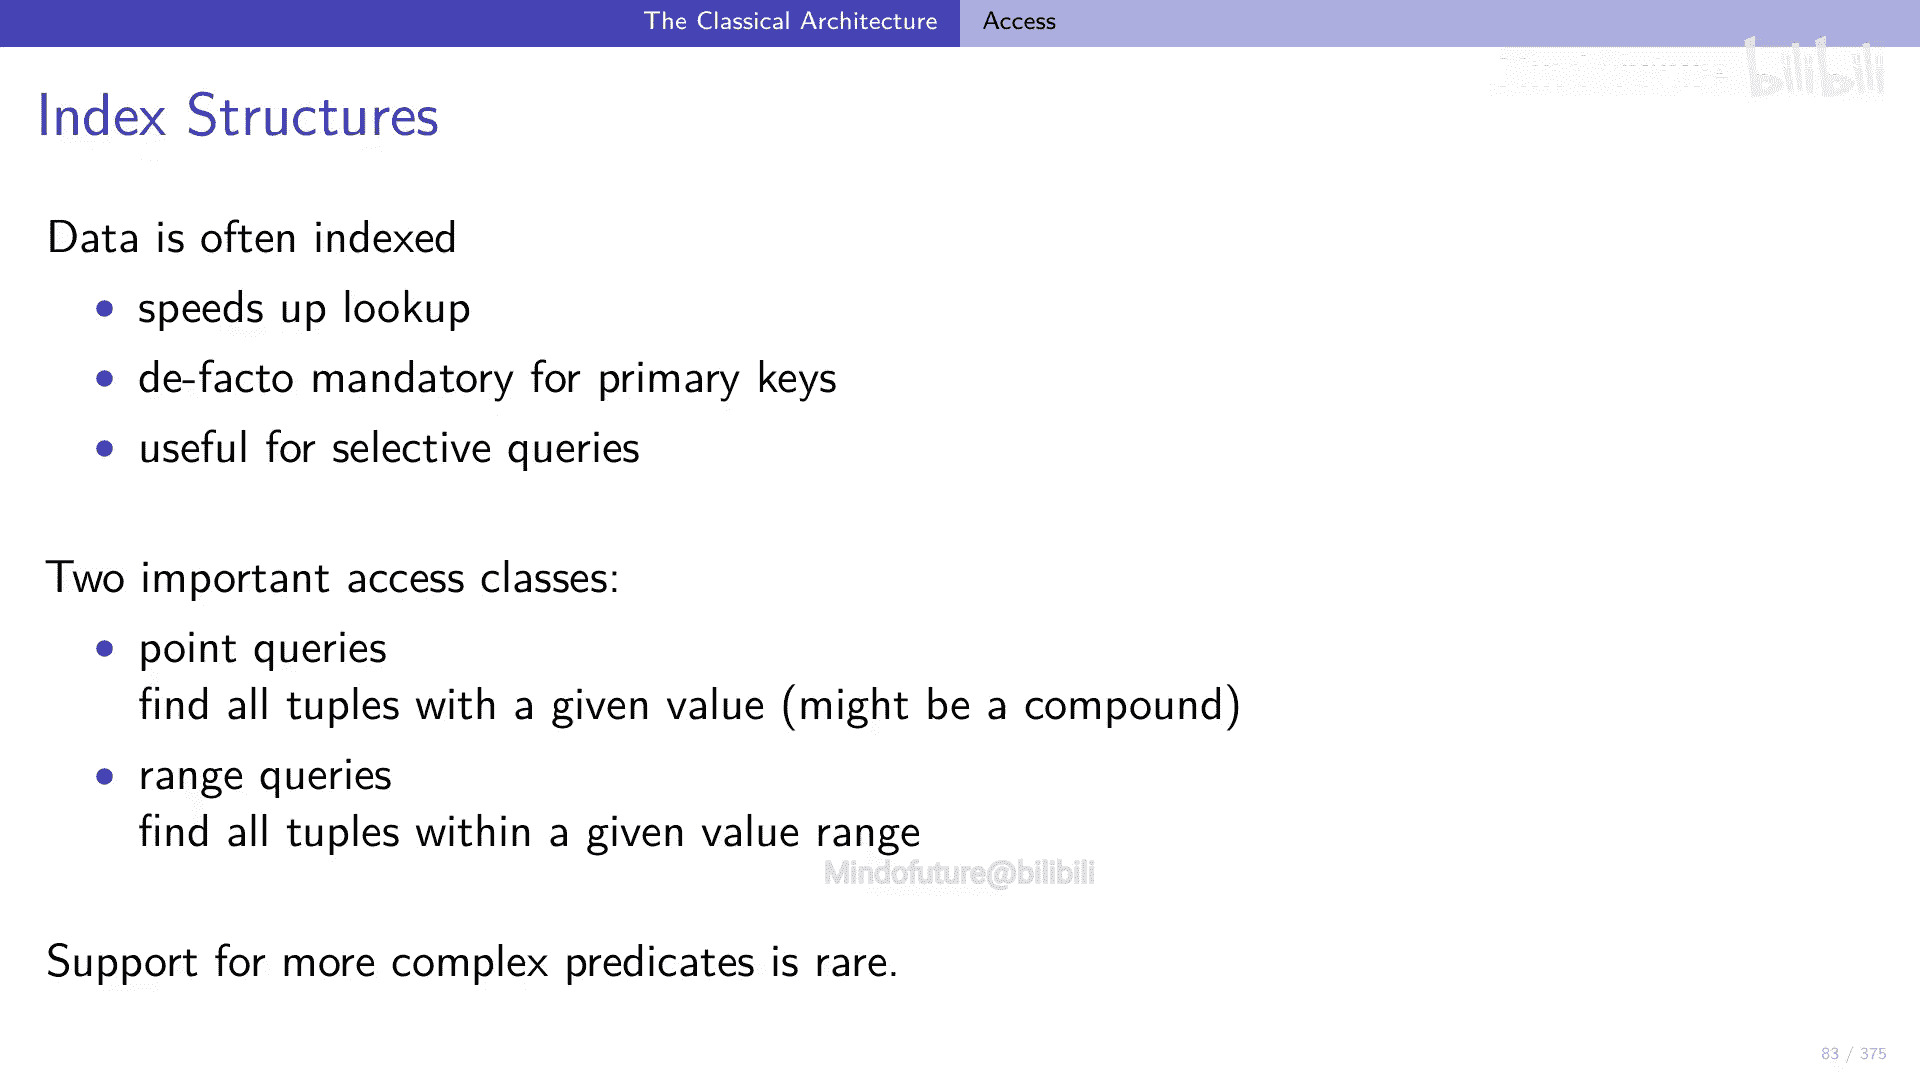 The Classical Architecture Access
bilibili
Index Structures
Data is often indexed
• speeds up lookup
• de-facto mandatory for primary keys
• useful for selective queries
Two important access classes:
• point queries
find all tuples with a given value (might be a compound)
• range queries
find all tuples within a given value range
Mindofuture@bilibili
Support for more complex predicates is rare.
83 / 375